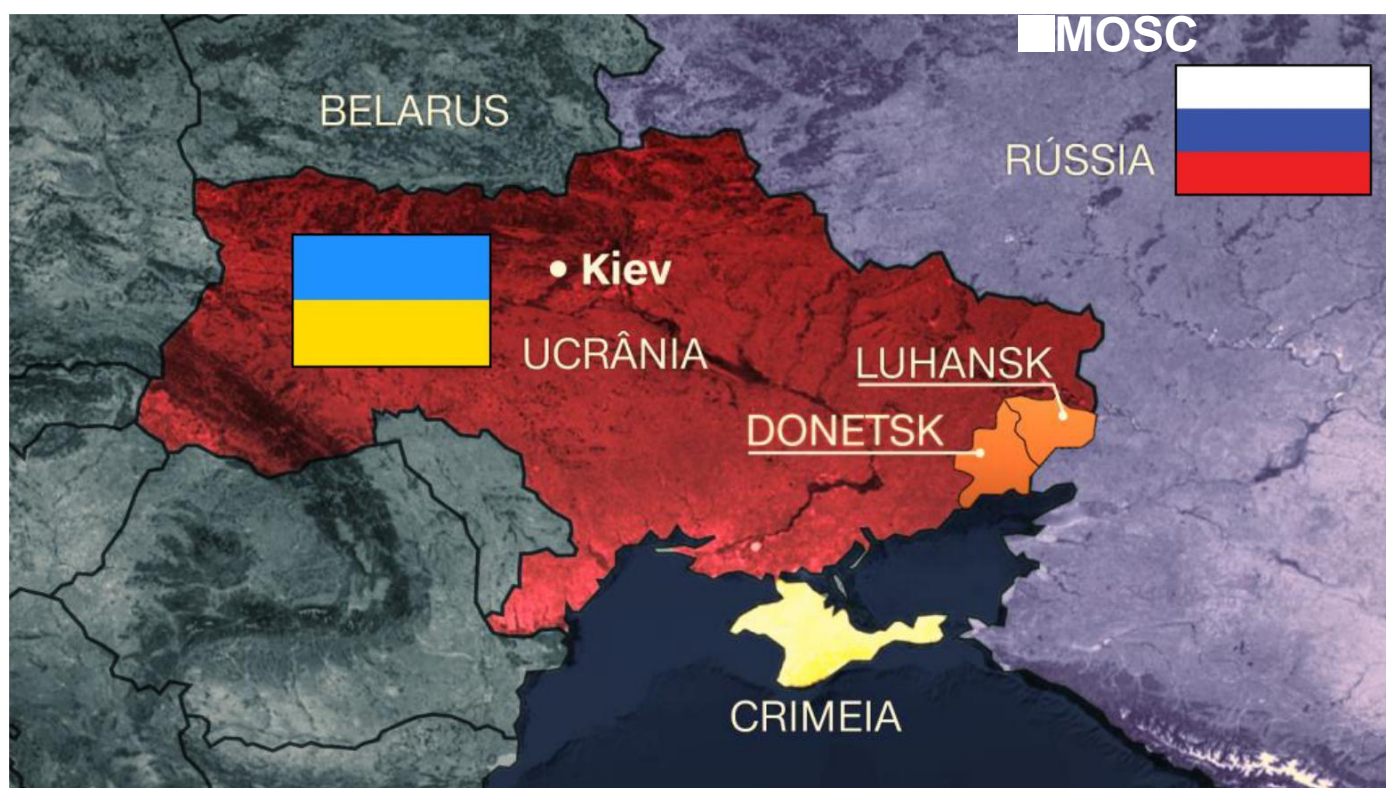 MOSC
BELARUS
RÚSSIA
Kiev
UCRÂNIA
LUHANSK
DONETSK
CRIMEIA